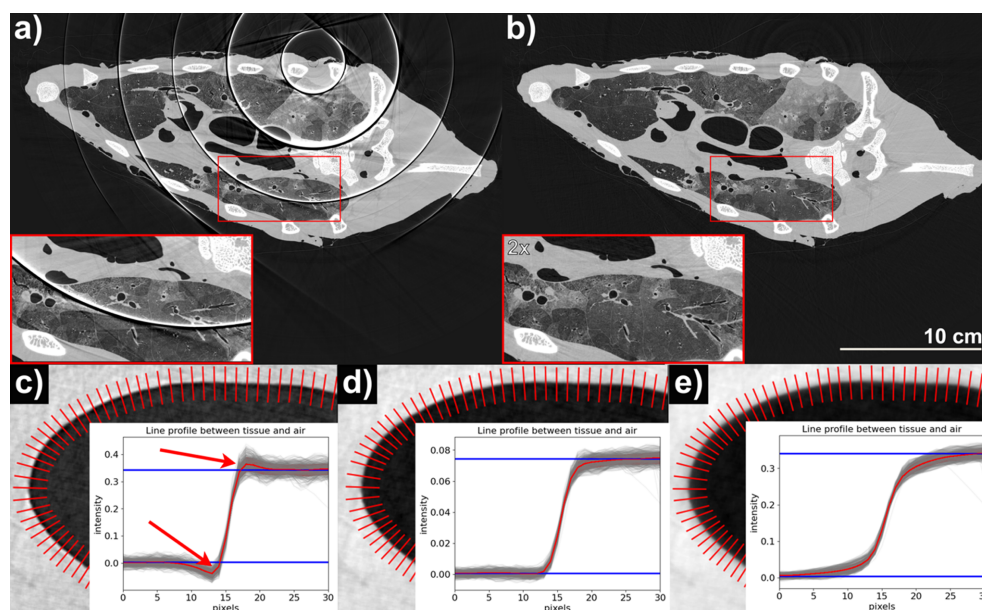 a)
b)
2x
10 cm
c)
d)
e)
Line profile between tissue and air
0.4
0.3
0.2
0.1
0.0
intensity
0 5 10 15 20 25 30
pixels
Line profile between tissue and air
0.08
0.06
0.04
0.02
0.00
intensity
0 5 10 15 20 25 30
pixels
Line profile between tissue and air
0.3
0.2
0.1
0.0
intensity
0 5 10 15 20 25 30
pixels